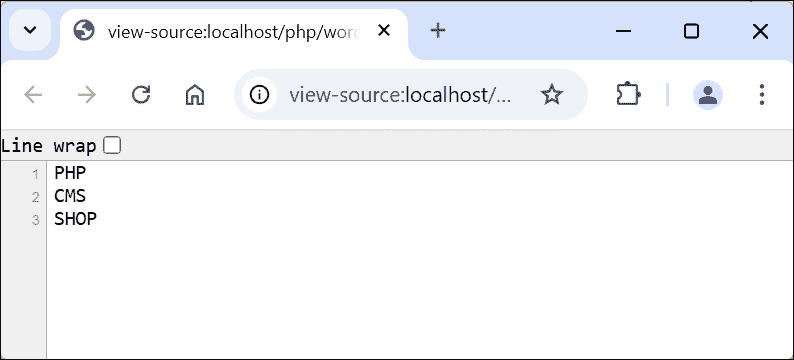 view-source:localhost/php/word
view-source:localhost/...
Line wrap
1 PHP
2 CMS
3 SHOP